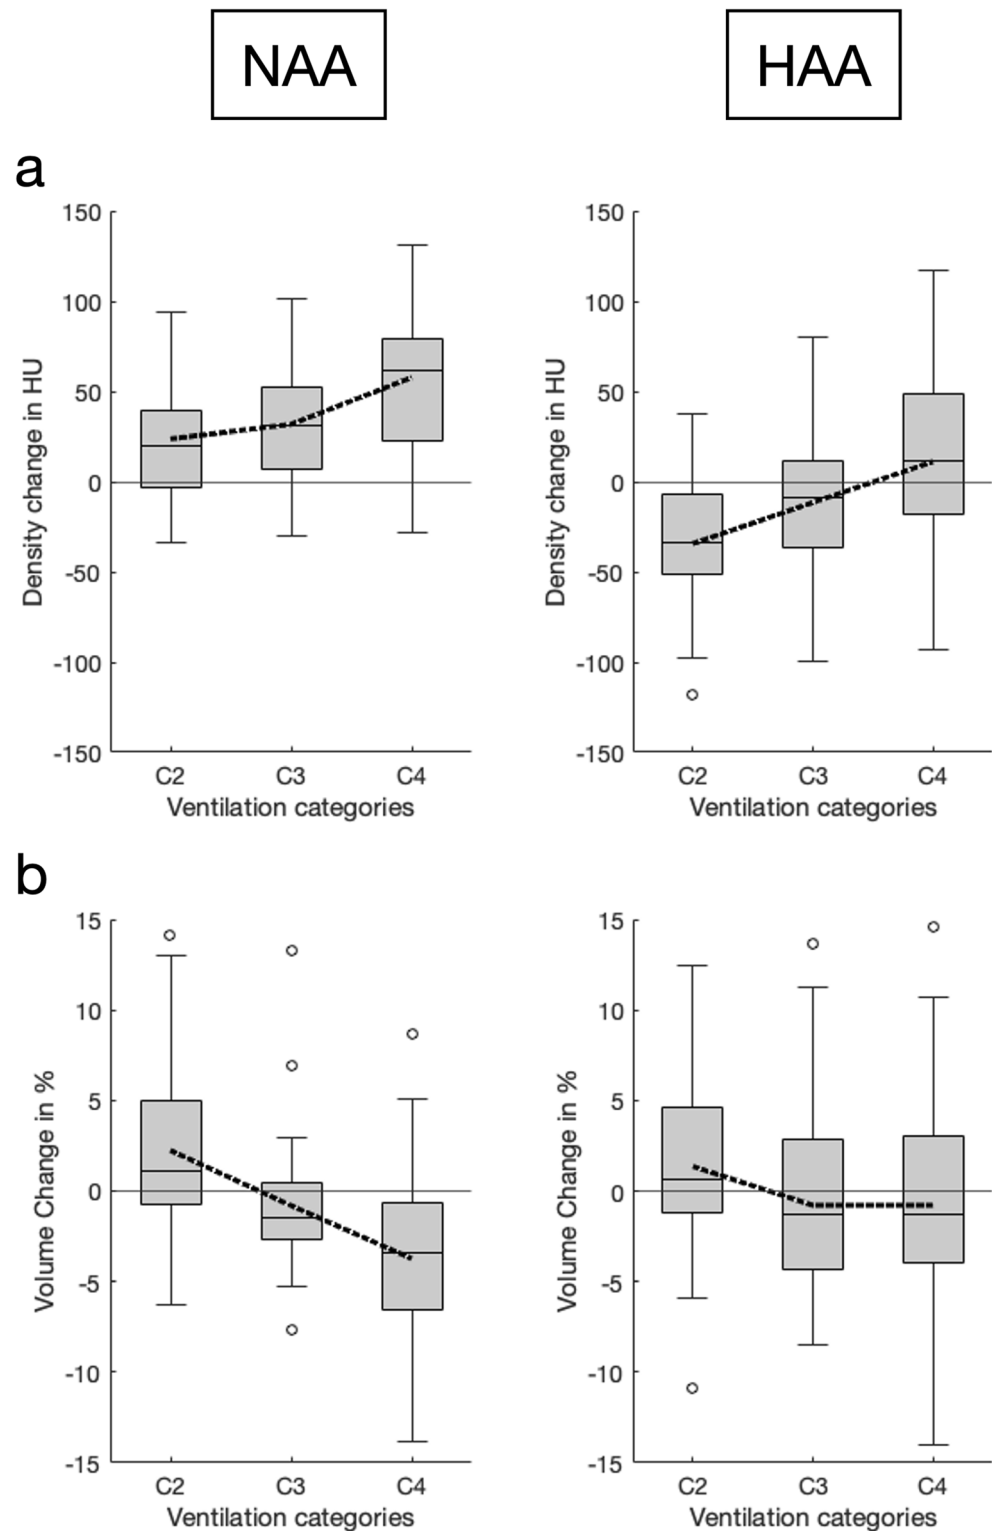 NAA HAA
a
150 150
100 100
50 50
0 0
-50 -50
-100 -100
-150 -150
Density change in HU Density change in HU
C2 C3 C4 C2 C3 C4
Ventilation categories Ventilation categories
b
15 15
10 10
5 5
0 0
-5 -5
-10 -10
-15 -15
Volume Change in % Volume Change in %
C2 C3 C4 C2 C3 C4
Ventilation categories Ventilation categories